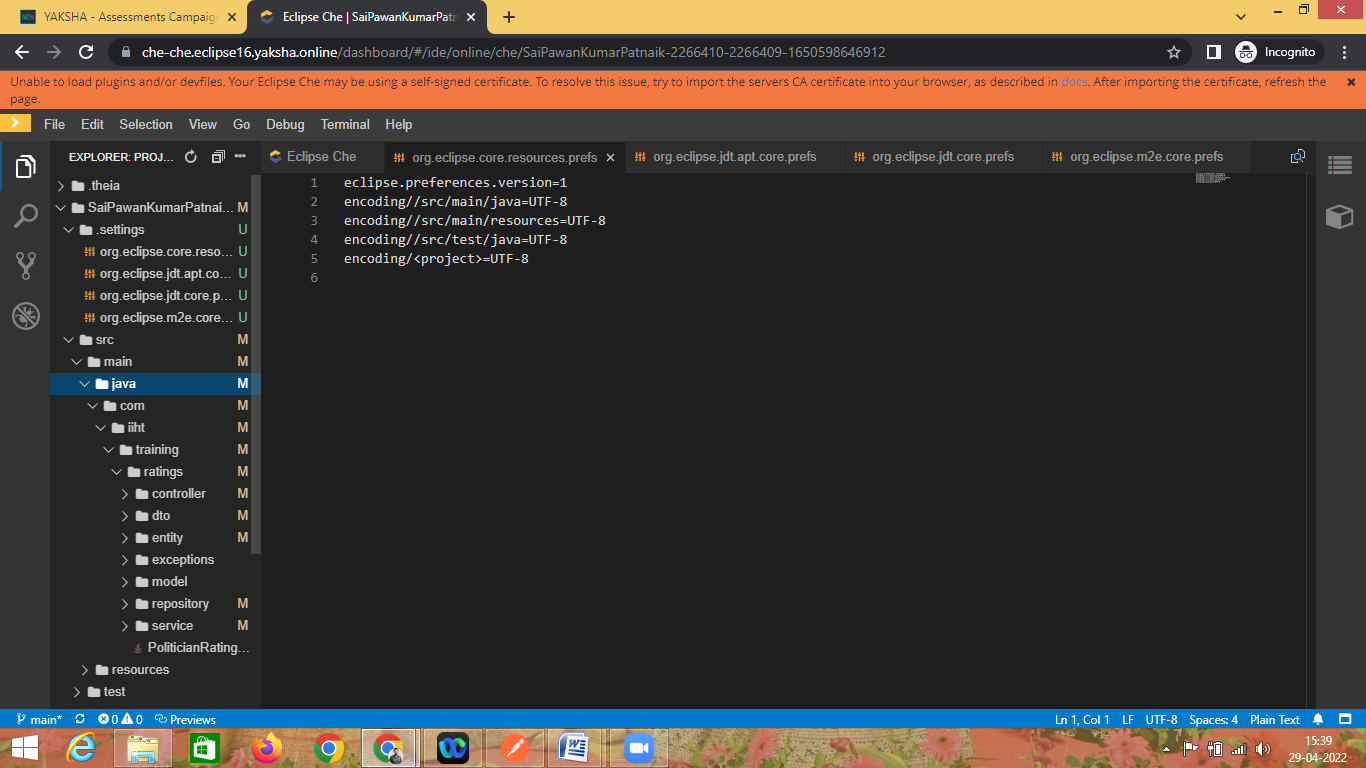 YAKSHA - Assessments Campaig
Eclipse Che | SaiPawanKumarPatn
che-che.eclipse16.yaksha.online/dashboard/#/ide/online/che/SaiPawanKumarPatnaik-2266410-2266409-1650598646912
Incognito
Unable to load plugins and/or devfiles. Your Eclipse Che may be using a self-signed certificate. To resolve this issue, try to import the servers CA certificate into your browser, as described in docs. After importing the certificate, refresh the
page.
File Edit Selection View Go Debug Terminal Help
EXPLORER: PROJ...
Eclipse Che
org.eclipse.core.resources.prefs
org.eclipse.jdt.apt.core.prefs
org.eclipse.jdt.core.prefs
org.eclipse.m2e.core.prefs
.theia
SaiPawanKumarPatnai... M
.settings U
org.eclipse.core.reso... U
org.eclipse.jdt.apt.co... U
org.eclipse.jdt.core.p... U
org.eclipse.m2e.core... U
src M
main M
java M
com M
iiht M
training M
ratings M
controller M
dto M
entity M
exceptions
model
repository M
service M
PoliticianRating...
resources
test
1 eclipse.preferences.version=1
2 encoding//src/main/java=UTF-8
3 encoding//src/main/resources=UTF-8
4 encoding//src/test/java=UTF-8
5 encoding/<project>=UTF-8
6
main* 0 0 Previews
Ln 1, Col 1 LF UTF-8 Spaces: 4 Plain Text
15:39
29-04-2022